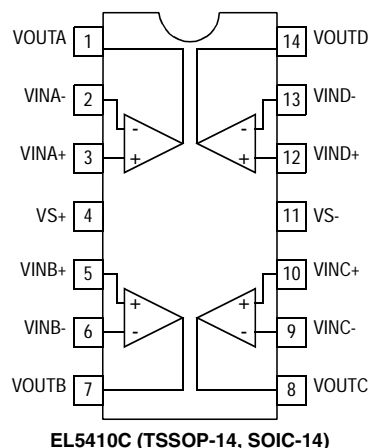 VOUTA 1 14 VOUTD
VINA- 2 - - 13 VIND-
VINA+ 3 + + 12 VIND+
VS+ 4 11 VS-
VINB+ 5 + + 10 VINC+
VINB- 6 - - 9 VINC-
VOUTB 7 8 VOUTC
EL5410C (TSSOP-14, SOIC-14)